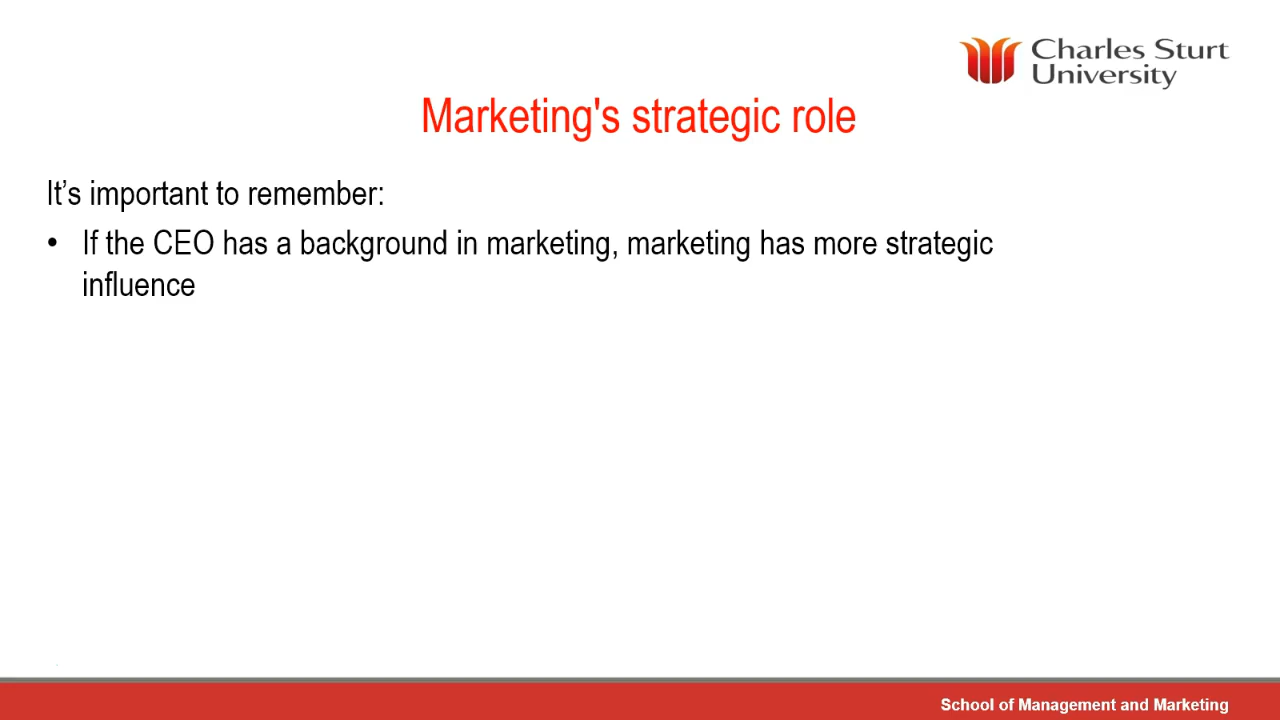 Charles Sturt
University
Marketing's strategic role
It’s important to remember:
• If the CEO has a background in marketing, marketing has more strategic
influence
School of Management and Marketing